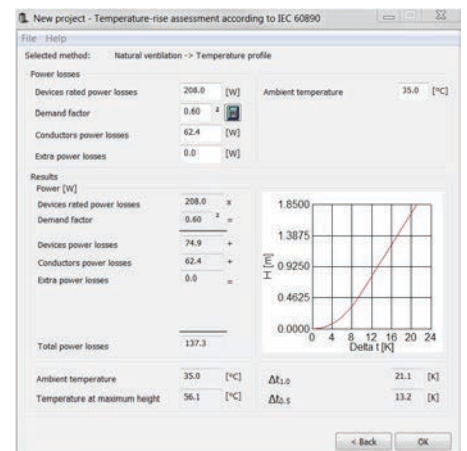 New project - Temperature-rise assessment according to IEC 60890
File Help
Selected method: Natural ventilation -> Temperature profile
Power losses
Devices rated power losses 208.0 [W] Ambient temperature 35.0 [°C]
Demand factor 0.60 ²
Conductors power losses 62.4 [W]
Extra power losses 0.0 [W]
Results
Power [W]
Devices rated power losses 208.0 x
Demand factor 0.60 ² =
Devices power losses 74.9 +
Conductors power losses 62.4 +
Extra power losses 0.0 =
Total power losses 137.3
H [m]
1.8500
1.3875
0.9250
0.4625
0.0000
0 4 8 12 16 20 24
Delta t [K]
Ambient temperature 35.0 [°C] Δt1.0 21.1 [K]
Temperature at maximum height 56.1 [°C] Δt0.5 13.2 [K]
< Back OK